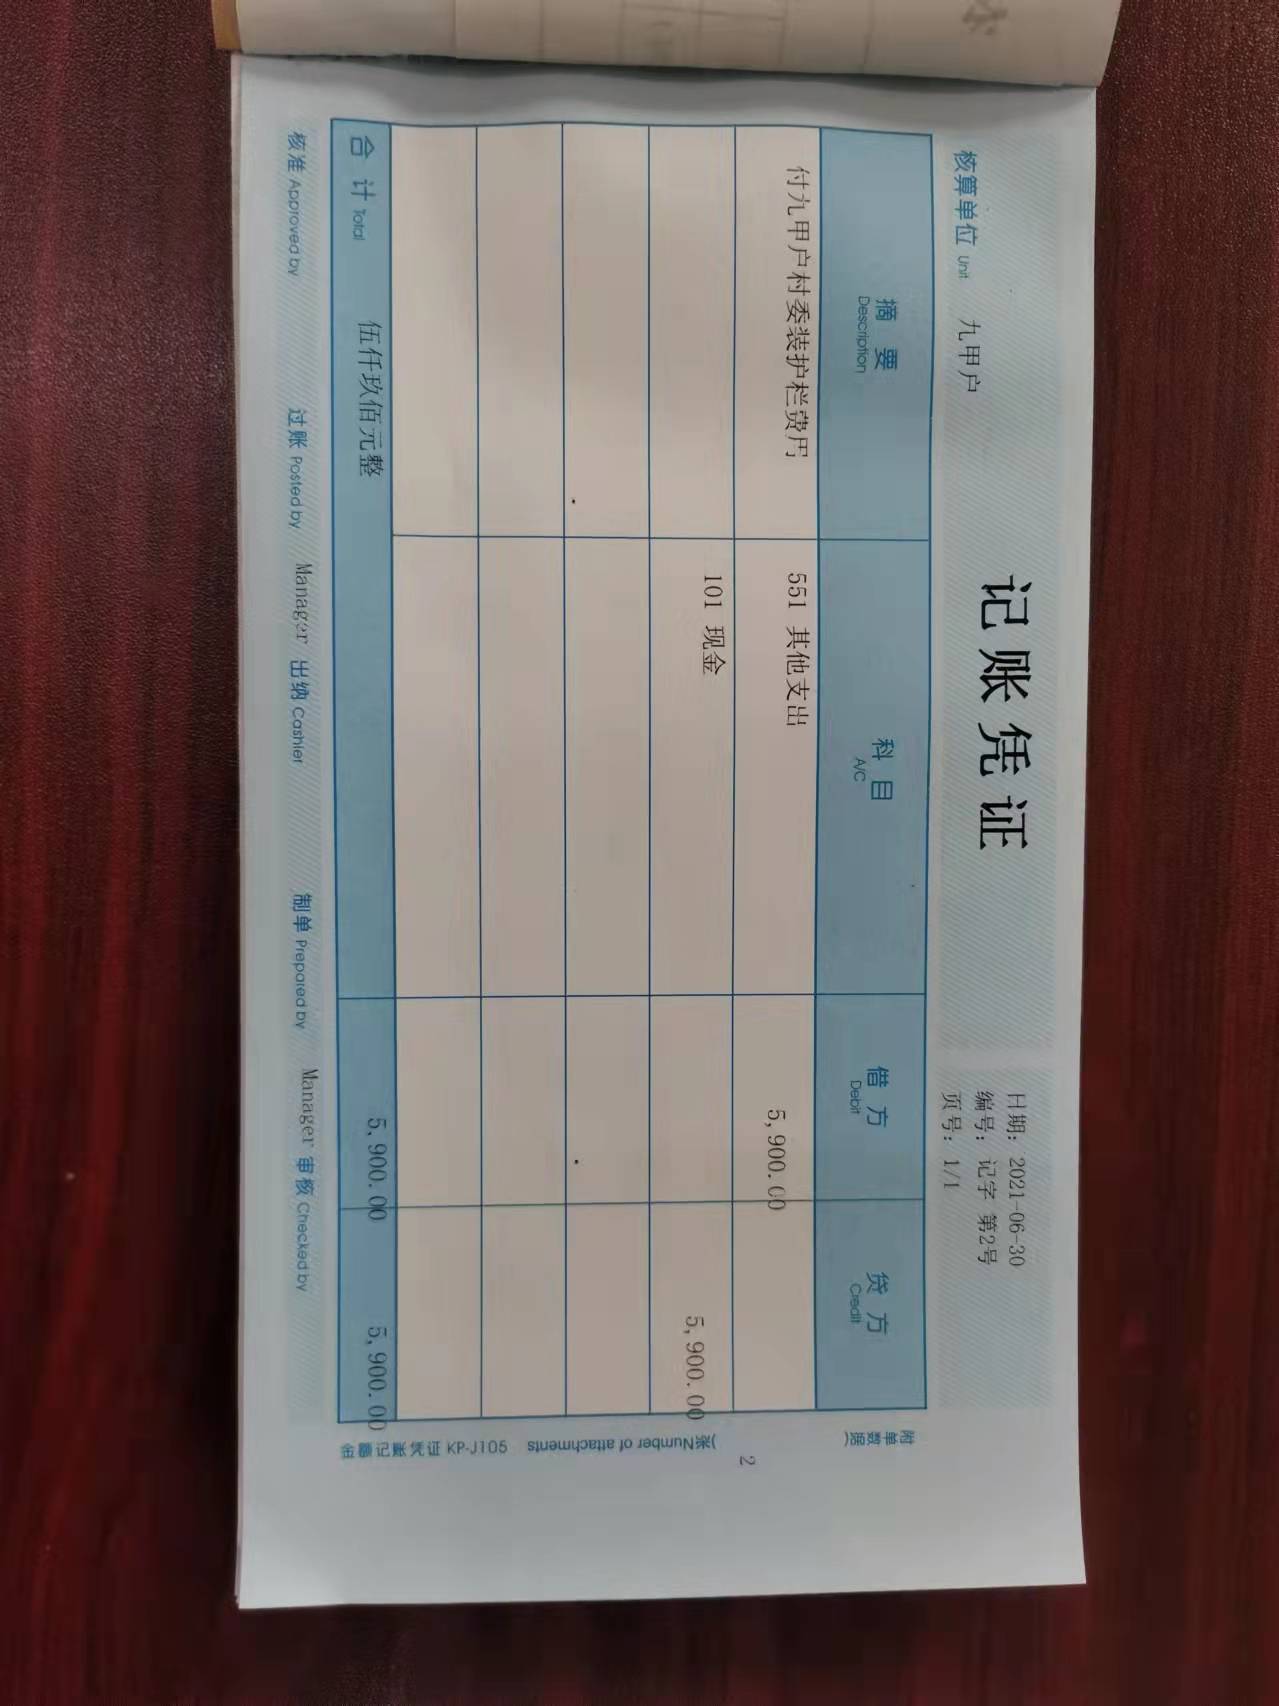 记账凭证
日期: 2021-06-30
编号: 记字 第2号
核算单位 Unit 九甲户
页号: 1/1
摘要 科目 借方 贷方
Description A/C Debit Credit
付九甲户村委装护栏费用 551 其他支出 5,900.00
101 现金 5,900.00
合计 Total 伍仟玖佰元整 5,900.00 5,900.00
核准 Approved by 过账 Posted by Manager 出纳 Cashier 制单 Prepared by Manager 审核 Checked by
附单数据(
2
)张Number of attachments
金额记账凭证 KP-J105